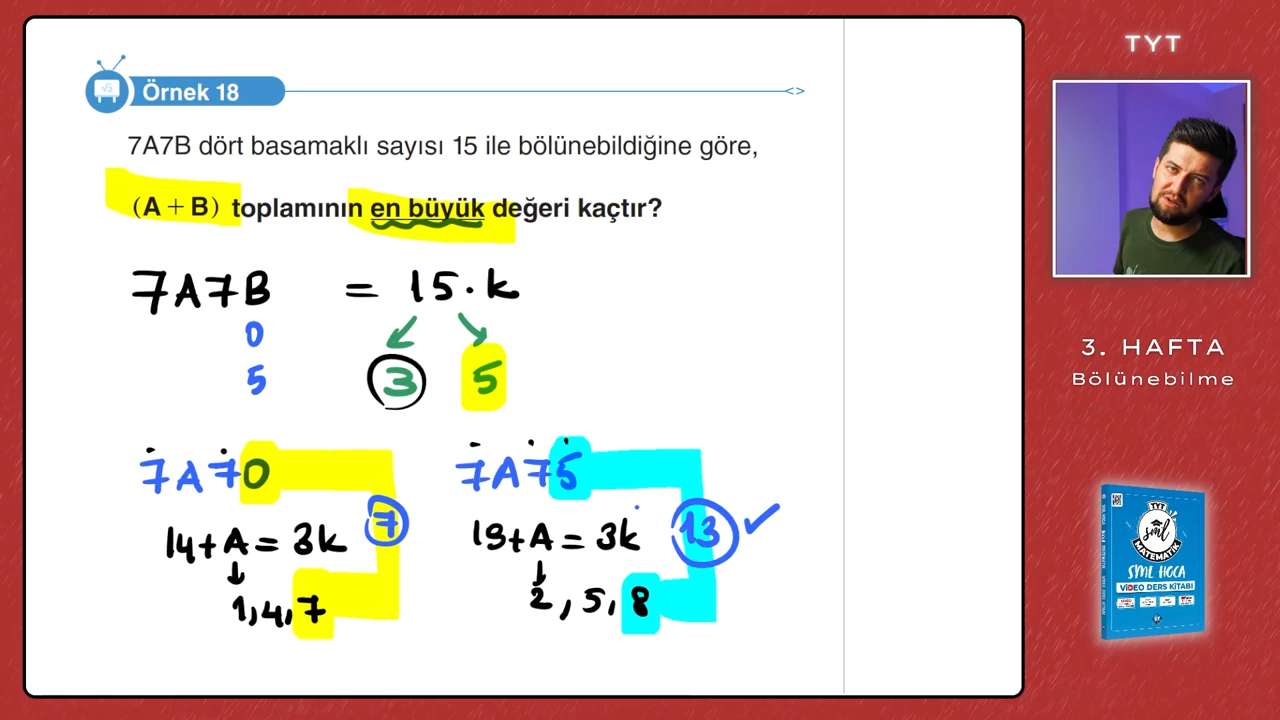 TYT
Örnek 18
7A7B dört basamaklı sayısı 15 ile bölünebildiğine göre,
(A + B) toplamının en büyük değeri kaçtır?
7A7B = 15 · k
0
5
3 5
7A70
14+A = 3k
1, 4, 7
7
7A75
19+A = 3k
2, 5, 8
13 ✓
3. HAFTA
Bölünebilme
TYT
SML
MATEMATİK
SML HOCA
VİDEO DERS KİTABI